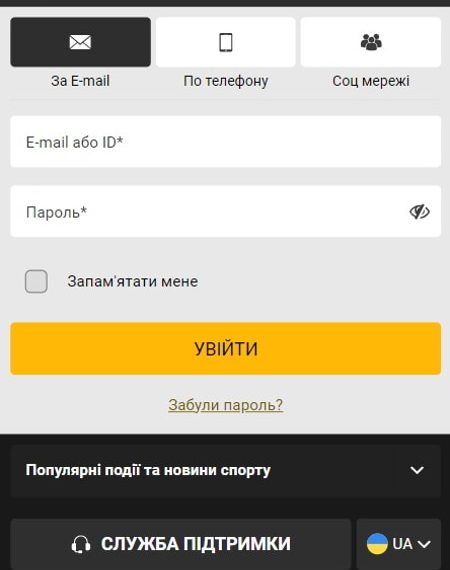 За E-mail
По телефону
Соц мережі
E-mail або ID*
Пароль*
Запам'ятати мене
УВІЙТИ
Забули пароль?
Популярні події та новини спорту
СЛУЖБА ПІДТРИМКИ
UA